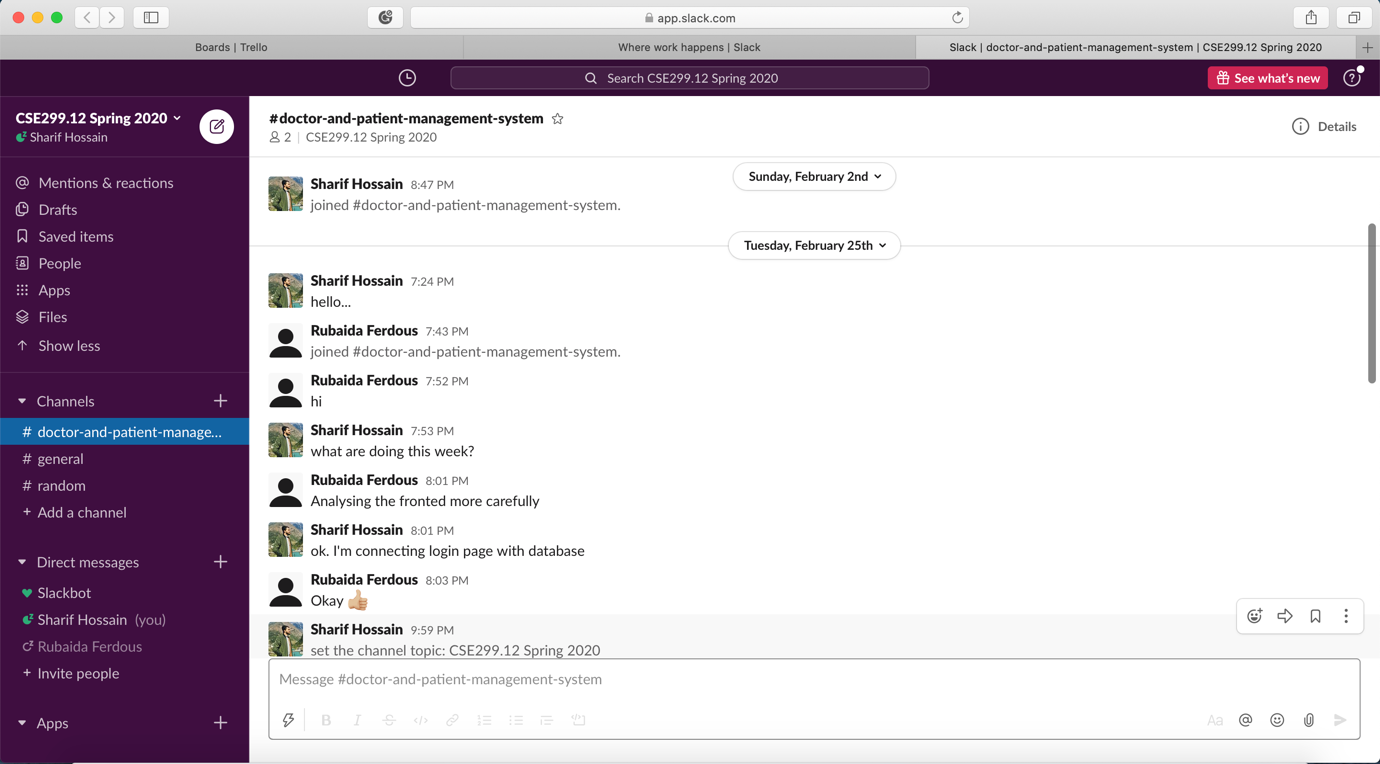 app.slack.com
Boards | Trello
Where work happens | Slack
Slack | doctor-and-patient-management-system | CSE299.12 Spring 2020
Search CSE299.12 Spring 2020
See what's new
CSE299.12 Spring 2020
Sharif Hossain
Mentions & reactions
Drafts
Saved items
People
Apps
Files
Show less
Channels
# doctor-and-patient-manage...
# general
# random
+ Add a channel
Direct messages
Slackbot
Sharif Hossain (you)
Rubaida Ferdous
+ Invite people
Apps
#doctor-and-patient-management-system
2 | CSE299.12 Spring 2020
Details
Sunday, February 2nd
Sharif Hossain 8:47 PM
joined #doctor-and-patient-management-system.
Tuesday, February 25th
Sharif Hossain 7:24 PM
hello...
Rubaida Ferdous 7:43 PM
joined #doctor-and-patient-management-system.
Rubaida Ferdous 7:52 PM
hi
Sharif Hossain 7:53 PM
what are doing this week?
Rubaida Ferdous 8:01 PM
Analysing the fronted more carefully
Sharif Hossain 8:01 PM
ok. I'm connecting login page with database
Rubaida Ferdous 8:03 PM
Okay 👍🏼
Sharif Hossain 9:59 PM
set the channel topic: CSE299.12 Spring 2020
Message #doctor-and-patient-management-system
B I S </> Aa @